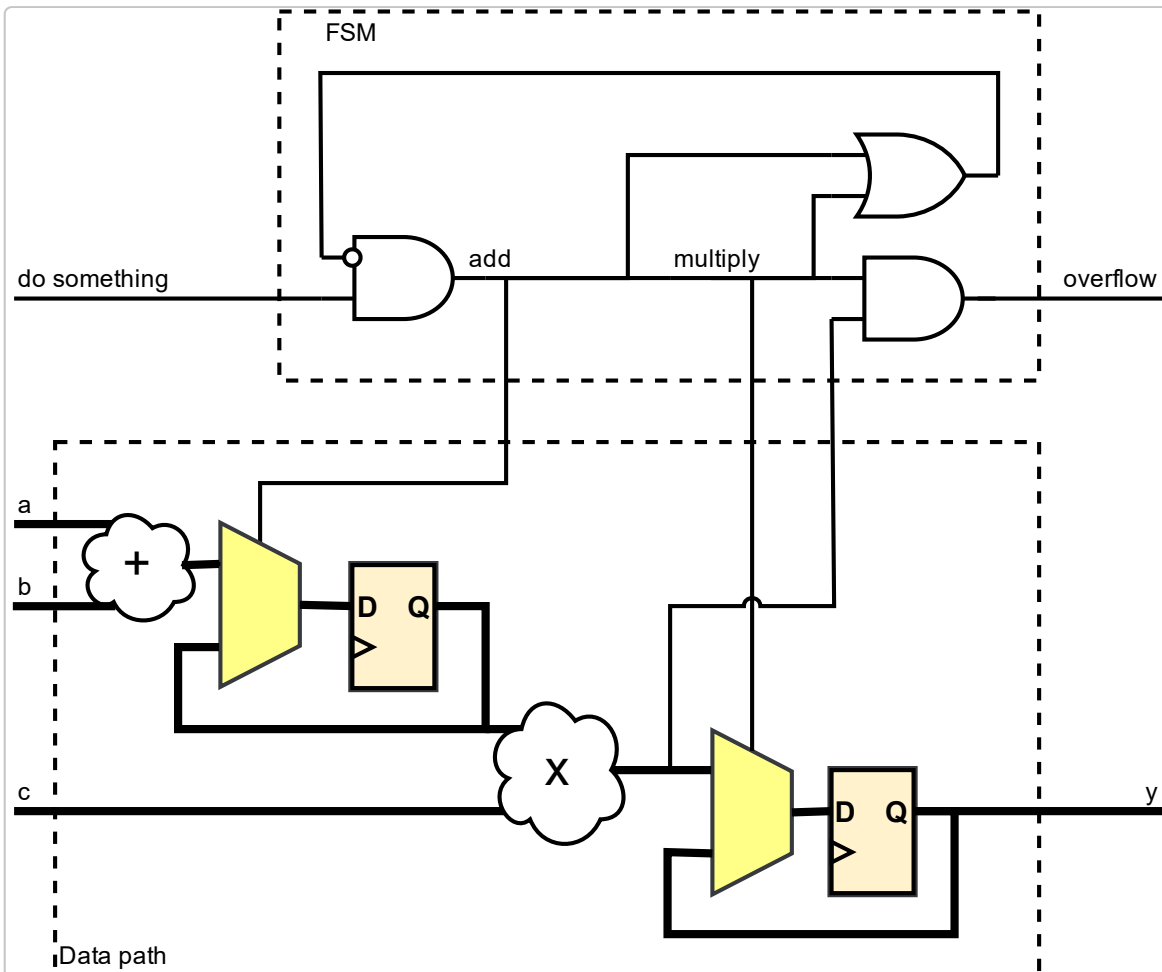 FSM
add
multiply
do something
overflow
a
+
b
D Q
X
c
D Q
y
Data path